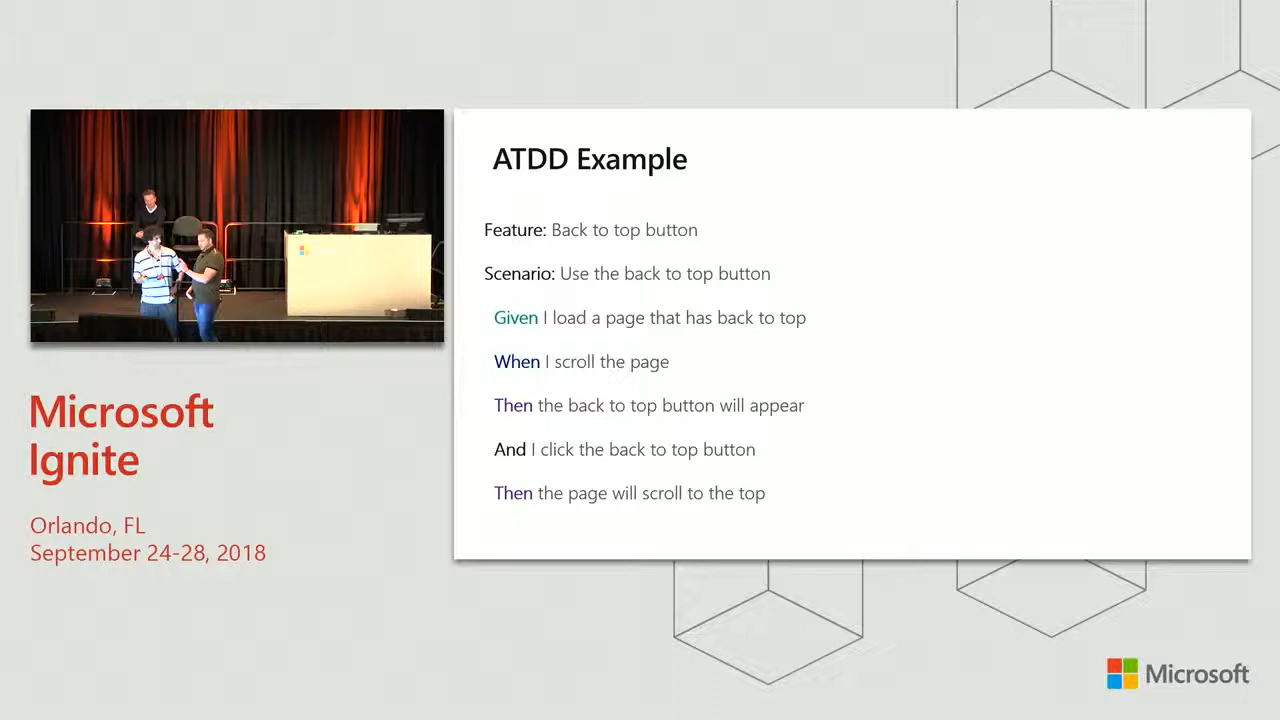 ATDD Example
Feature: Back to top button
Scenario: Use the back to top button
Given I load a page that has back to top
When I scroll the page
Then the back to top button will appear
And I click the back to top button
Then the page will scroll to the top
Microsoft
Ignite
Orlando, FL
September 24-28, 2018
Microsoft